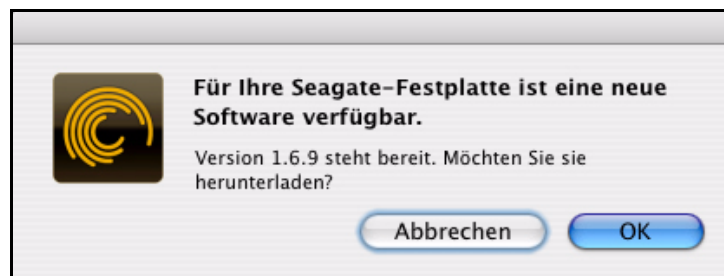 Für Ihre Seagate-Festplatte ist eine neue
Software verfügbar.
Version 1.6.9 steht bereit. Möchten Sie sie
herunterladen?
Abbrechen
OK